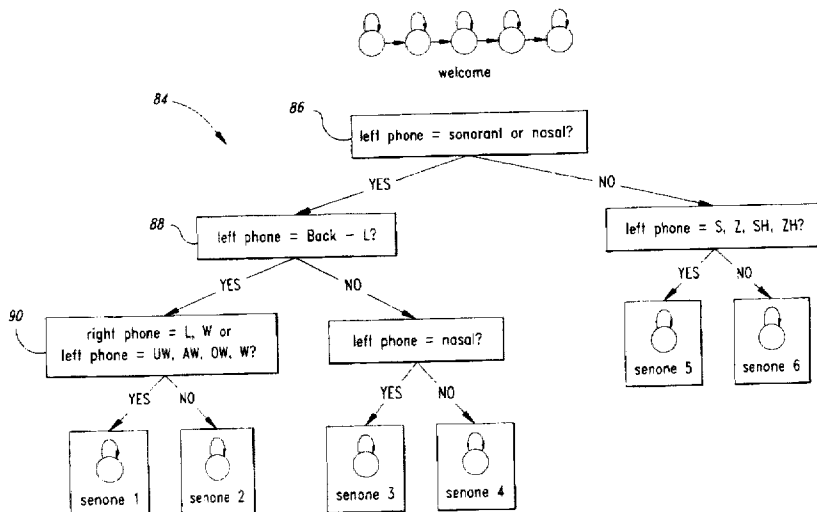 welcome
84
86
left phone = sonorant or nasal?
YES
NO
88
left phone = Back - L?
left phone = S, Z, SH, ZH?
YES
NO
YES
NO
90
right phone = L, W or
left phone = UW, AW, OW, W?
left phone = nasal?
senone 5
senone 6
YES
NO
YES
NO
senone 1
senone 2
senone 3
senone 4